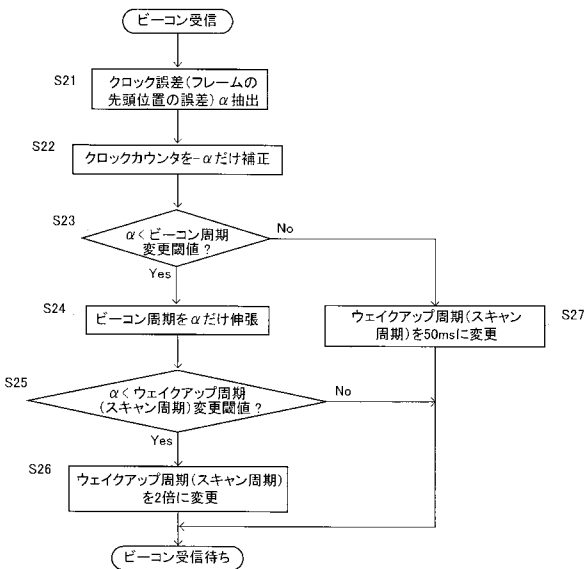 ビーコン受信
S21
クロック誤差(フレームの
先頭位置の誤差)α抽出
S22
クロックカウンタを-αだけ補正
S23
α<ビーコン周期
変更閾値?
No
Yes
S24
ビーコン周期をαだけ伸張
ウェイクアップ周期(スキャン
周期)を50msに変更
S27
S25
α<ウェイクアップ周期
(スキャン周期)変更閾値?
No
Yes
S26
ウェイクアップ周期(スキャン周期)
を2倍に変更
ビーコン受信待ち